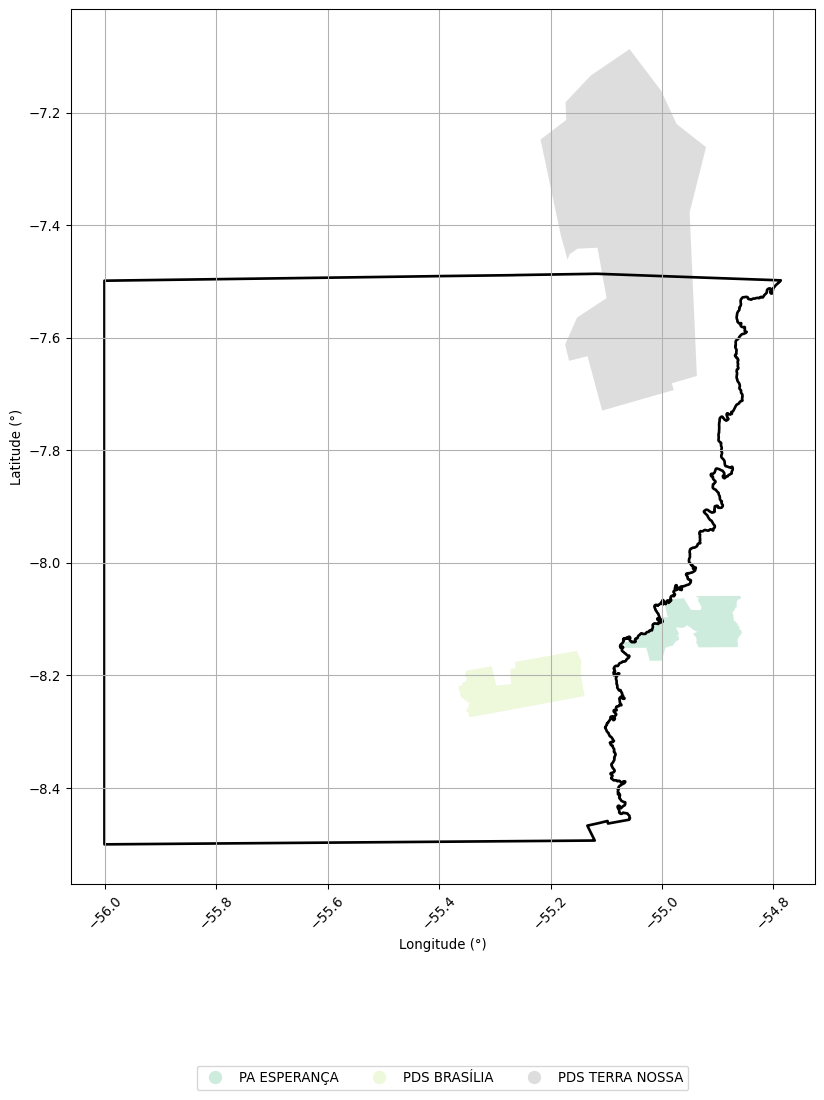 −7.2
−7.4
−7.6
−7.8
−8.0
−8.2
−8.4
Latitude (°)
−56.0
−55.8
−55.6
−55.4
−55.2
−55.0
−54.8
Longitude (°)
PA ESPERANÇA
PDS BRASÍLIA
PDS TERRA NOSSA